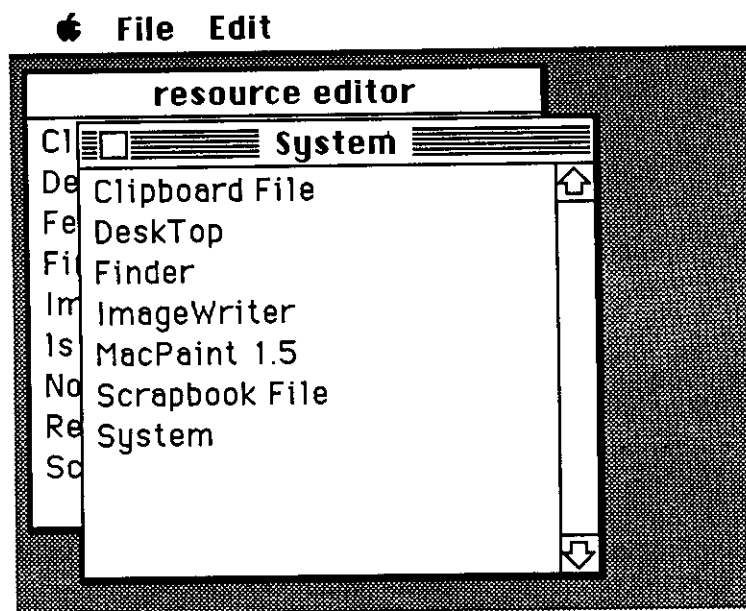 File Edit
resource editor
Cl
De
Fe
Fi
Im
Is
No
Re
Sc
System
Clipboard File
DeskTop
Finder
ImageWriter
MacPaint 1.5
Scrapbook File
System